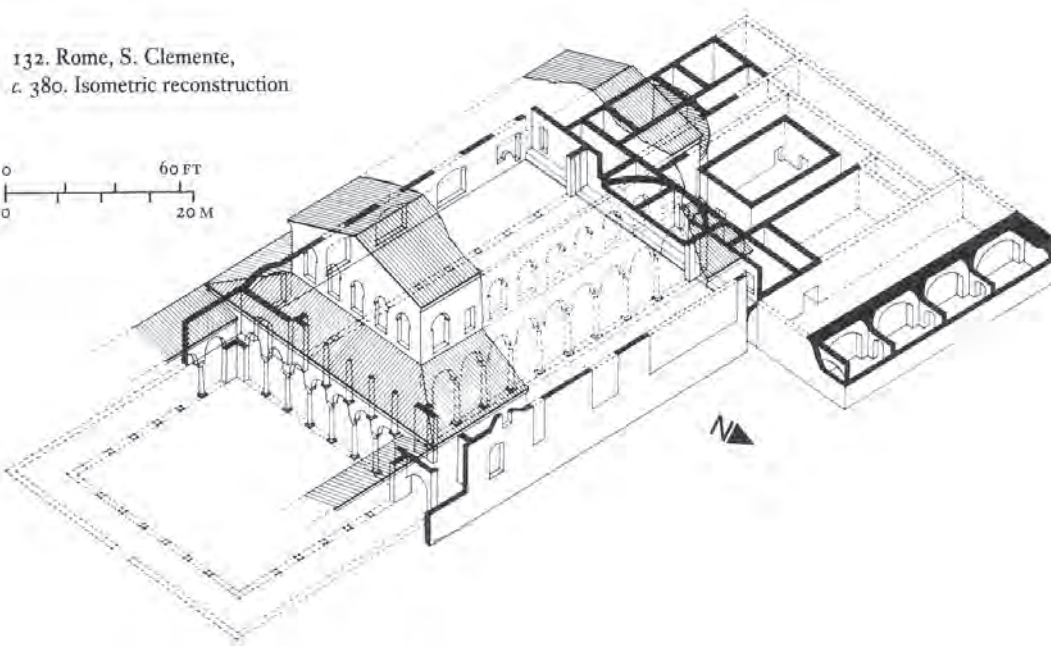 132. Rome, S. Clemente,
c. 380. Isometric reconstruction
0 60 FT
0 20 M
N